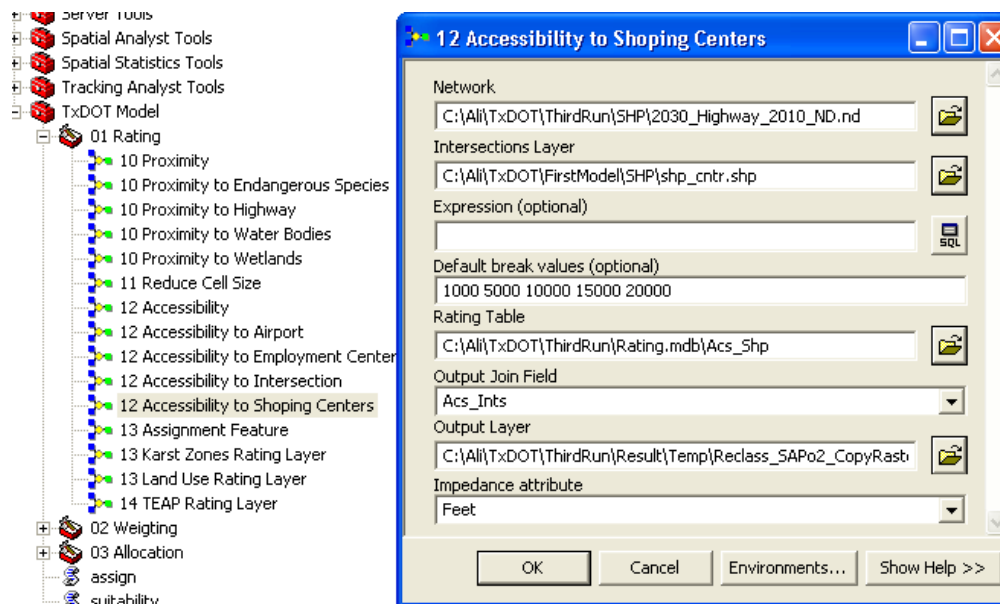 Server Tools
Spatial Analyst Tools
Spatial Statistics Tools
Tracking Analyst Tools
TxDOT Model
01 Rating
10 Proximity
10 Proximity to Endangerous Species
10 Proximity to Highway
10 Proximity to Water Bodies
10 Proximity to Wetlands
11 Reduce Cell Size
12 Accessibility
12 Accessibility to Airport
12 Accessibility to Employment Center
12 Accessibility to Intersection
12 Accessibility to Shoping Centers
13 Assignment Feature
13 Karst Zones Rating Layer
13 Land Use Rating Layer
14 TEAP Rating Layer
02 Weigting
03 Allocation
assign
suitability
12 Accessibility to Shoping Centers
Network
C:\Ali\TxDOT\ThirdRun\SHP\2030_Highway_2010_ND.nd
Intersections Layer
C:\Ali\TxDOT\FirstModel\SHP\shp_cntr.shp
Expression (optional)
SQL
Default break values (optional)
1000 5000 10000 15000 20000
Rating Table
C:\Ali\TxDOT\ThirdRun\Rating.mdb\Acs_Shp
Output Join Field
Acs_Ints
Output Layer
C:\Ali\TxDOT\ThirdRun\Result\Temp\Reclass_SAPo2_CopyRast
Impedance attribute
Feet
OK Cancel Environments... Show Help >>